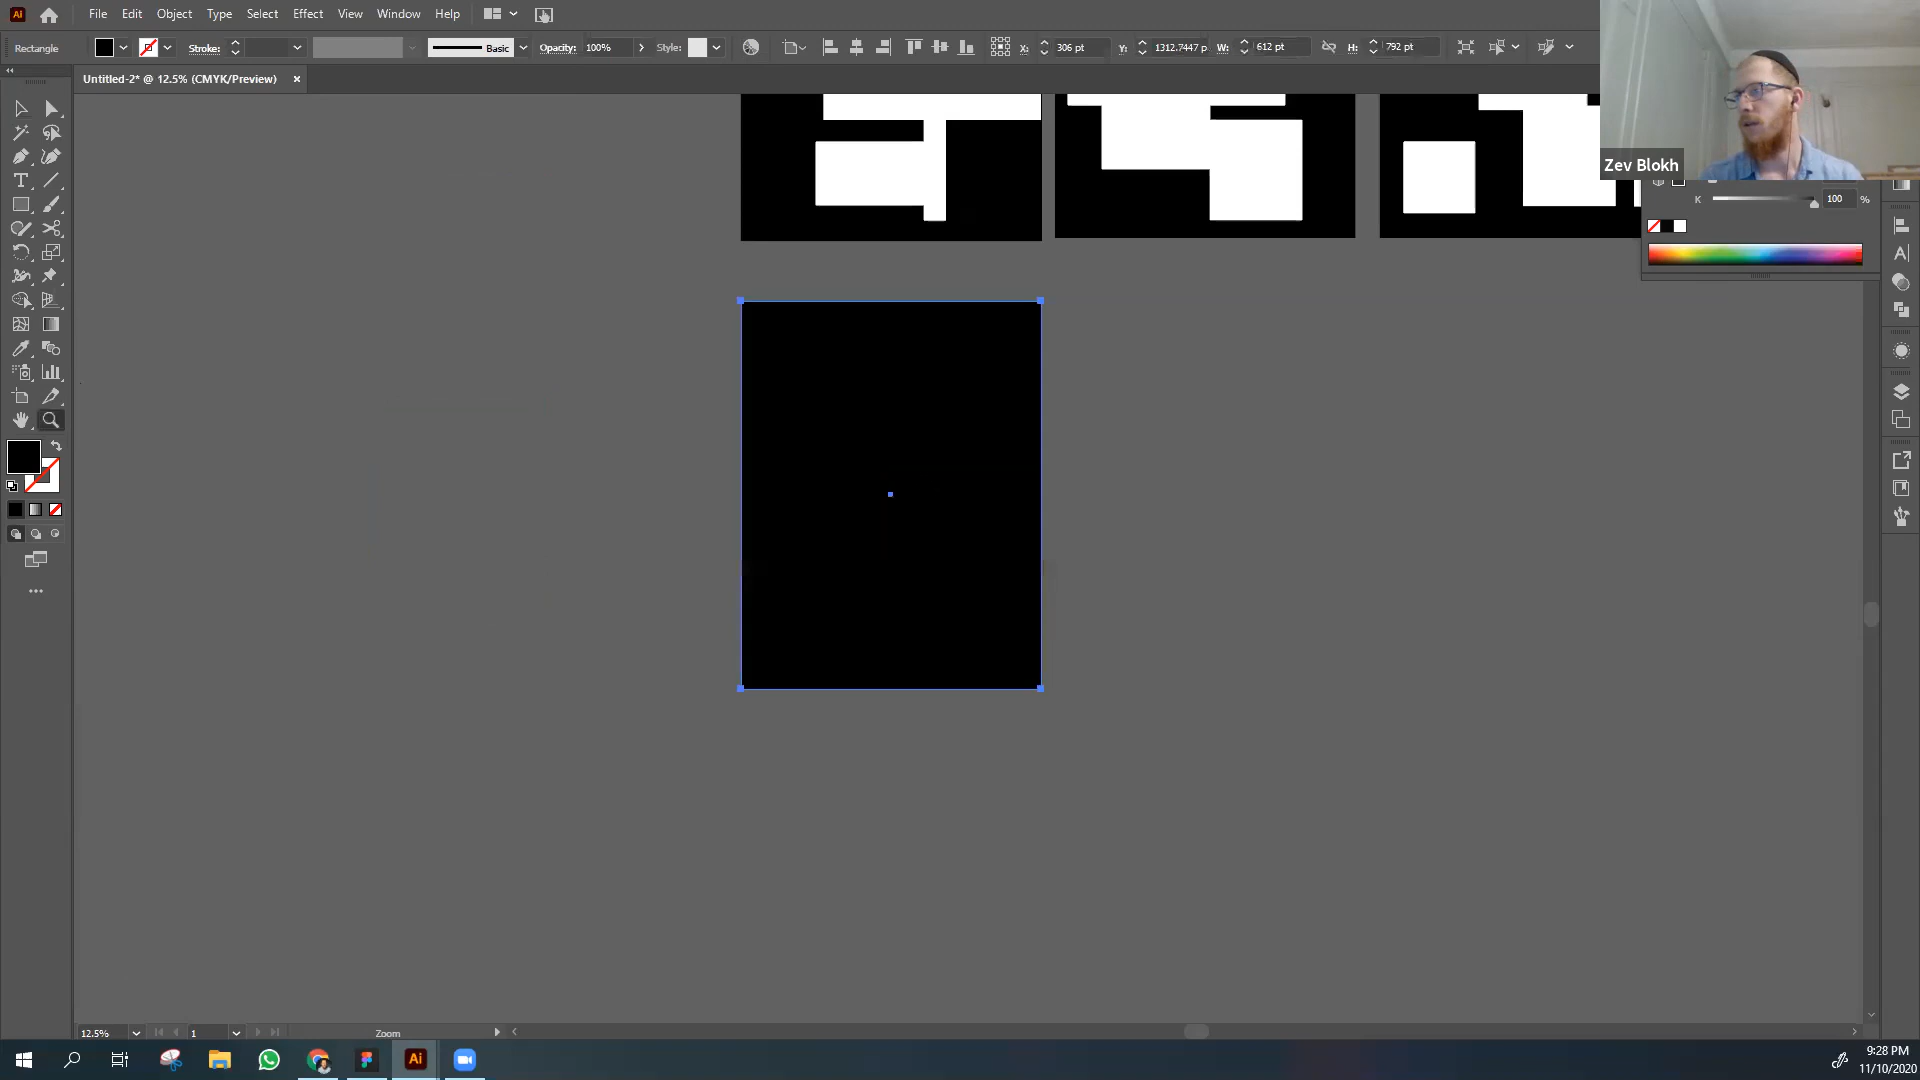 Ai File Edit Object Type Select Effect View Window Help
Rectangle Stroke: Basic Opacity: 100% Style: X: 306 pt Y: 1312.7447 p W: 612 pt H: 792 pt
Untitled-2* @ 12.5% (CMYK/Preview) ×
Zev Blokh
K 100 %
12.5% 1 Zoom
Ai
9:28 PM
11/10/2020